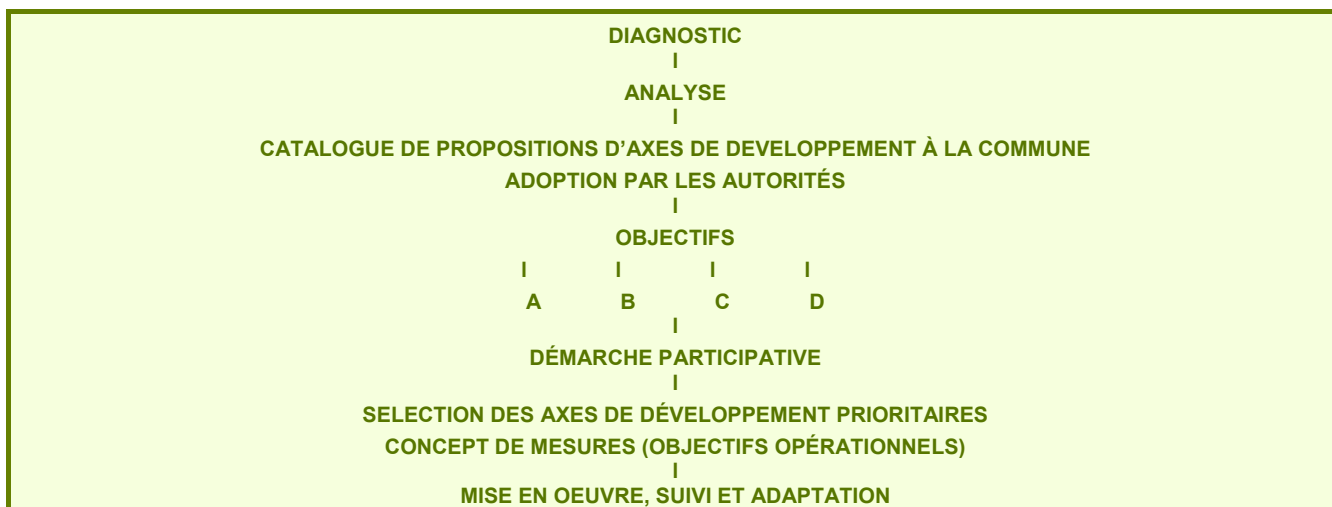 DIAGNOSTIC
I
ANALYSE
I
CATALOGUE DE PROPOSITIONS D’AXES DE DEVELOPPEMENT À LA COMMUNE
ADOPTION PAR LES AUTORITÉS
I
OBJECTIFS
I I I I
A B C D
I
DÉMARCHE PARTICIPATIVE
I
SELECTION DES AXES DE DÉVELOPPEMENT PRIORITAIRES
CONCEPT DE MESURES (OBJECTIFS OPÉRATIONNELS)
I
MISE EN OEUVRE, SUIVI ET ADAPTATION